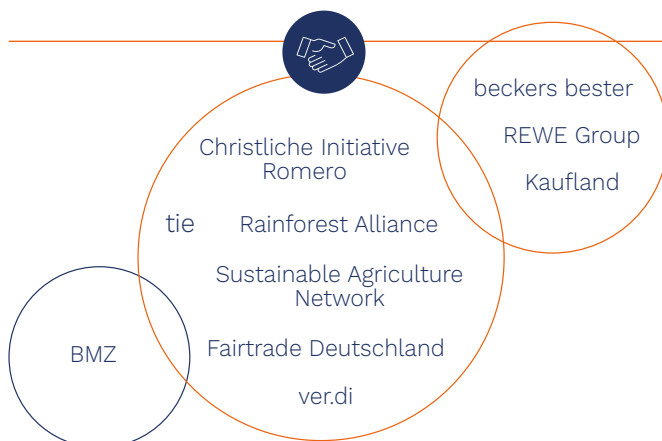 beckers bester
REWE Group
Kaufland
Christliche Initiative
Romero
tie
Rainforest Alliance
Sustainable Agriculture
Network
BMZ
Fairtrade Deutschland
ver.di